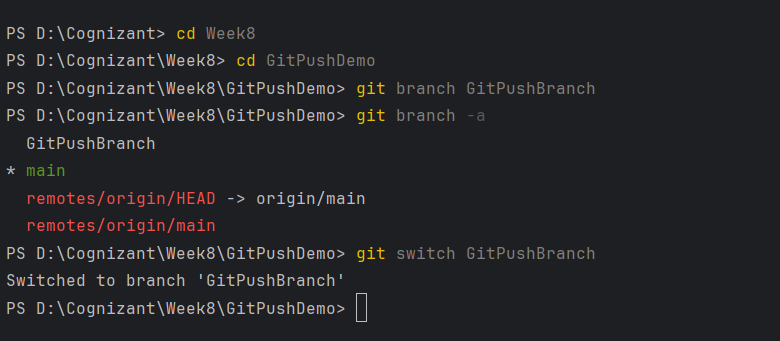 PS D:\Cognizant> cd Week8
PS D:\Cognizant\Week8> cd GitPushDemo
PS D:\Cognizant\Week8\GitPushDemo> git branch GitPushBranch
PS D:\Cognizant\Week8\GitPushDemo> git branch -a
  GitPushBranch
* main
  remotes/origin/HEAD -> origin/main
  remotes/origin/main
PS D:\Cognizant\Week8\GitPushDemo> git switch GitPushBranch
Switched to branch 'GitPushBranch'
PS D:\Cognizant\Week8\GitPushDemo>